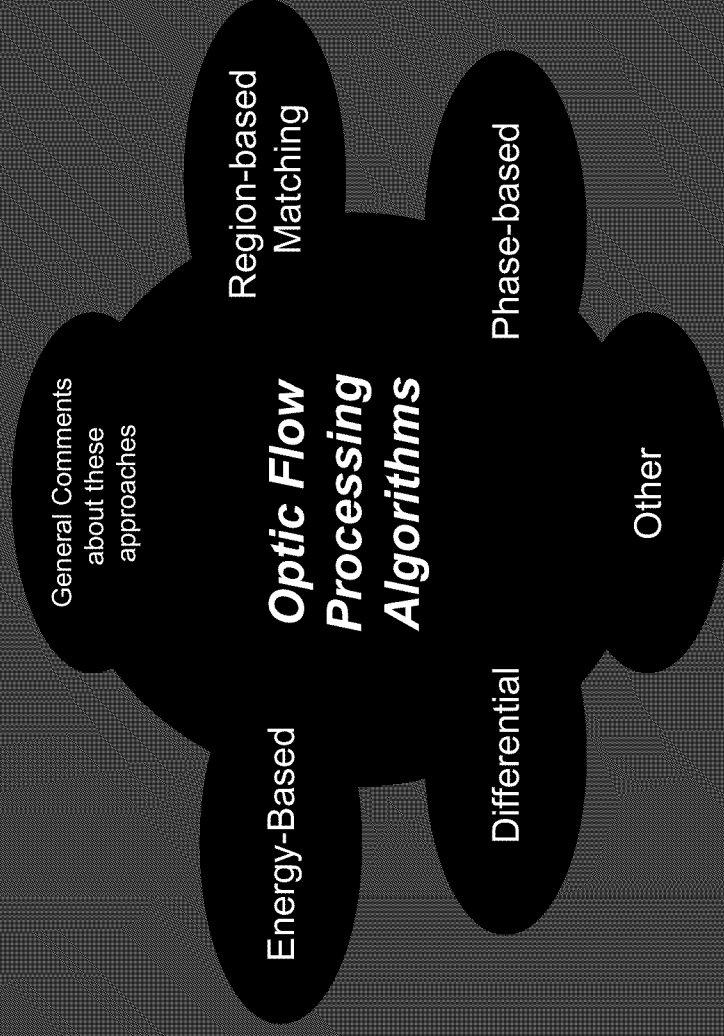 General Comments
about these
approaches
Energy-Based
Region-based
Matching
Optic Flow
Processing
Algorithms
Differential
Phase-based
Other